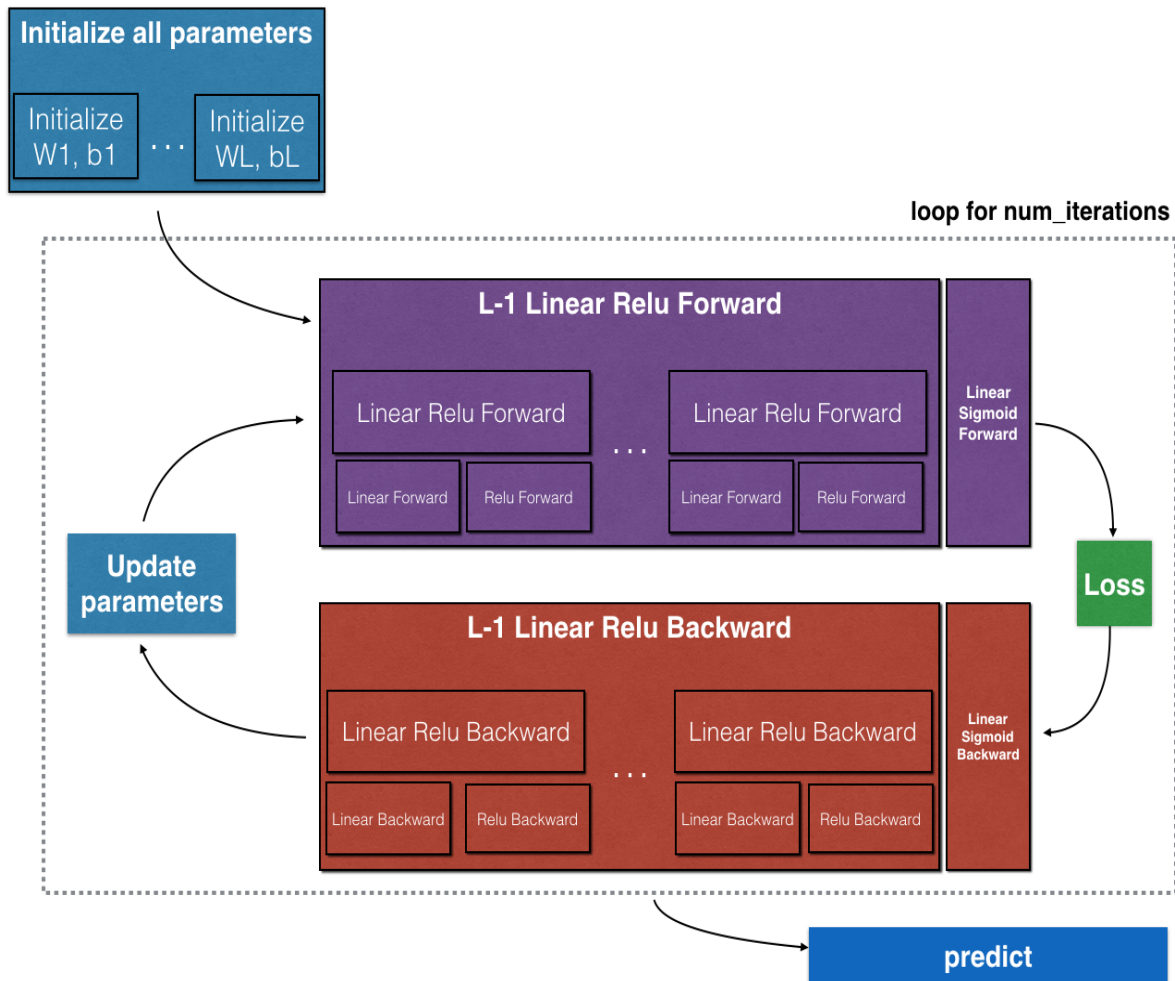 Initialize all parameters
Initialize
W1, b1
...
Initialize
WL, bL
loop for num_iterations
L-1 Linear Relu Forward
Linear Relu Forward
...
Linear Relu Forward
Linear Forward
Relu Forward
Linear Forward
Relu Forward
Linear
Sigmoid
Forward
Update
parameters
Loss
L-1 Linear Relu Backward
Linear Relu Backward
...
Linear Relu Backward
Linear Backward
Relu Backward
Linear Backward
Relu Backward
Linear
Sigmoid
Backward
predict